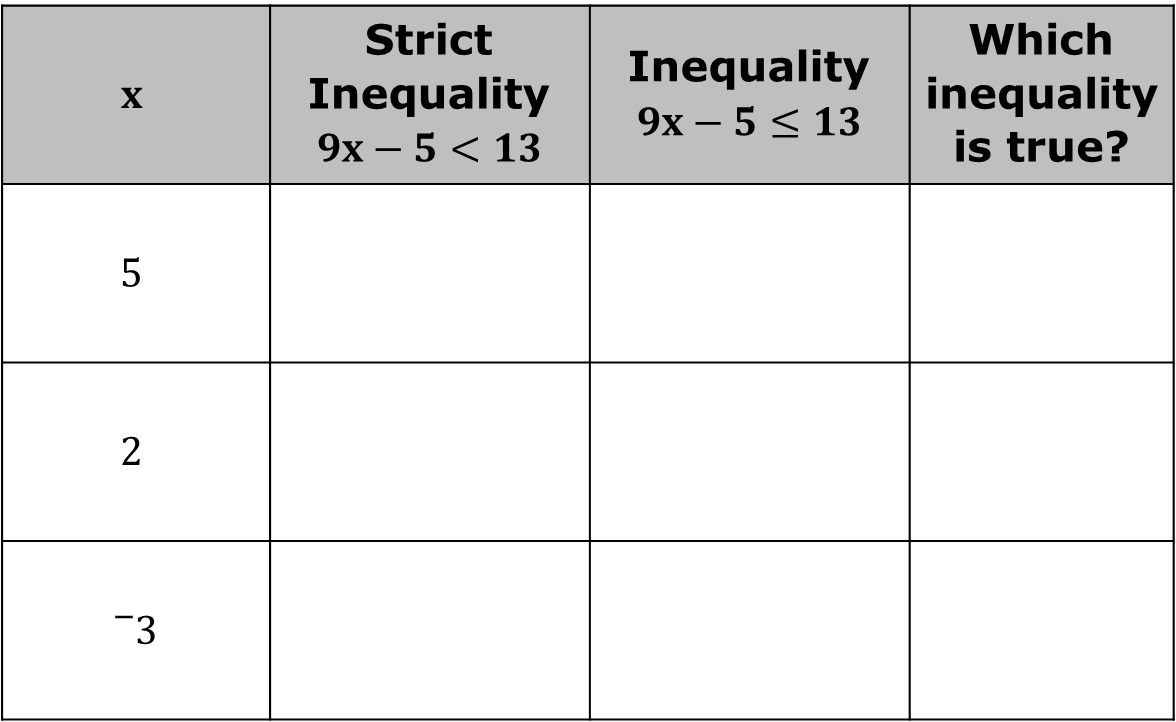 x
Strict
Inequality
9x − 5 < 13
Inequality
9x − 5 ≤ 13
Which
inequality
is true?
5
2
⁻3